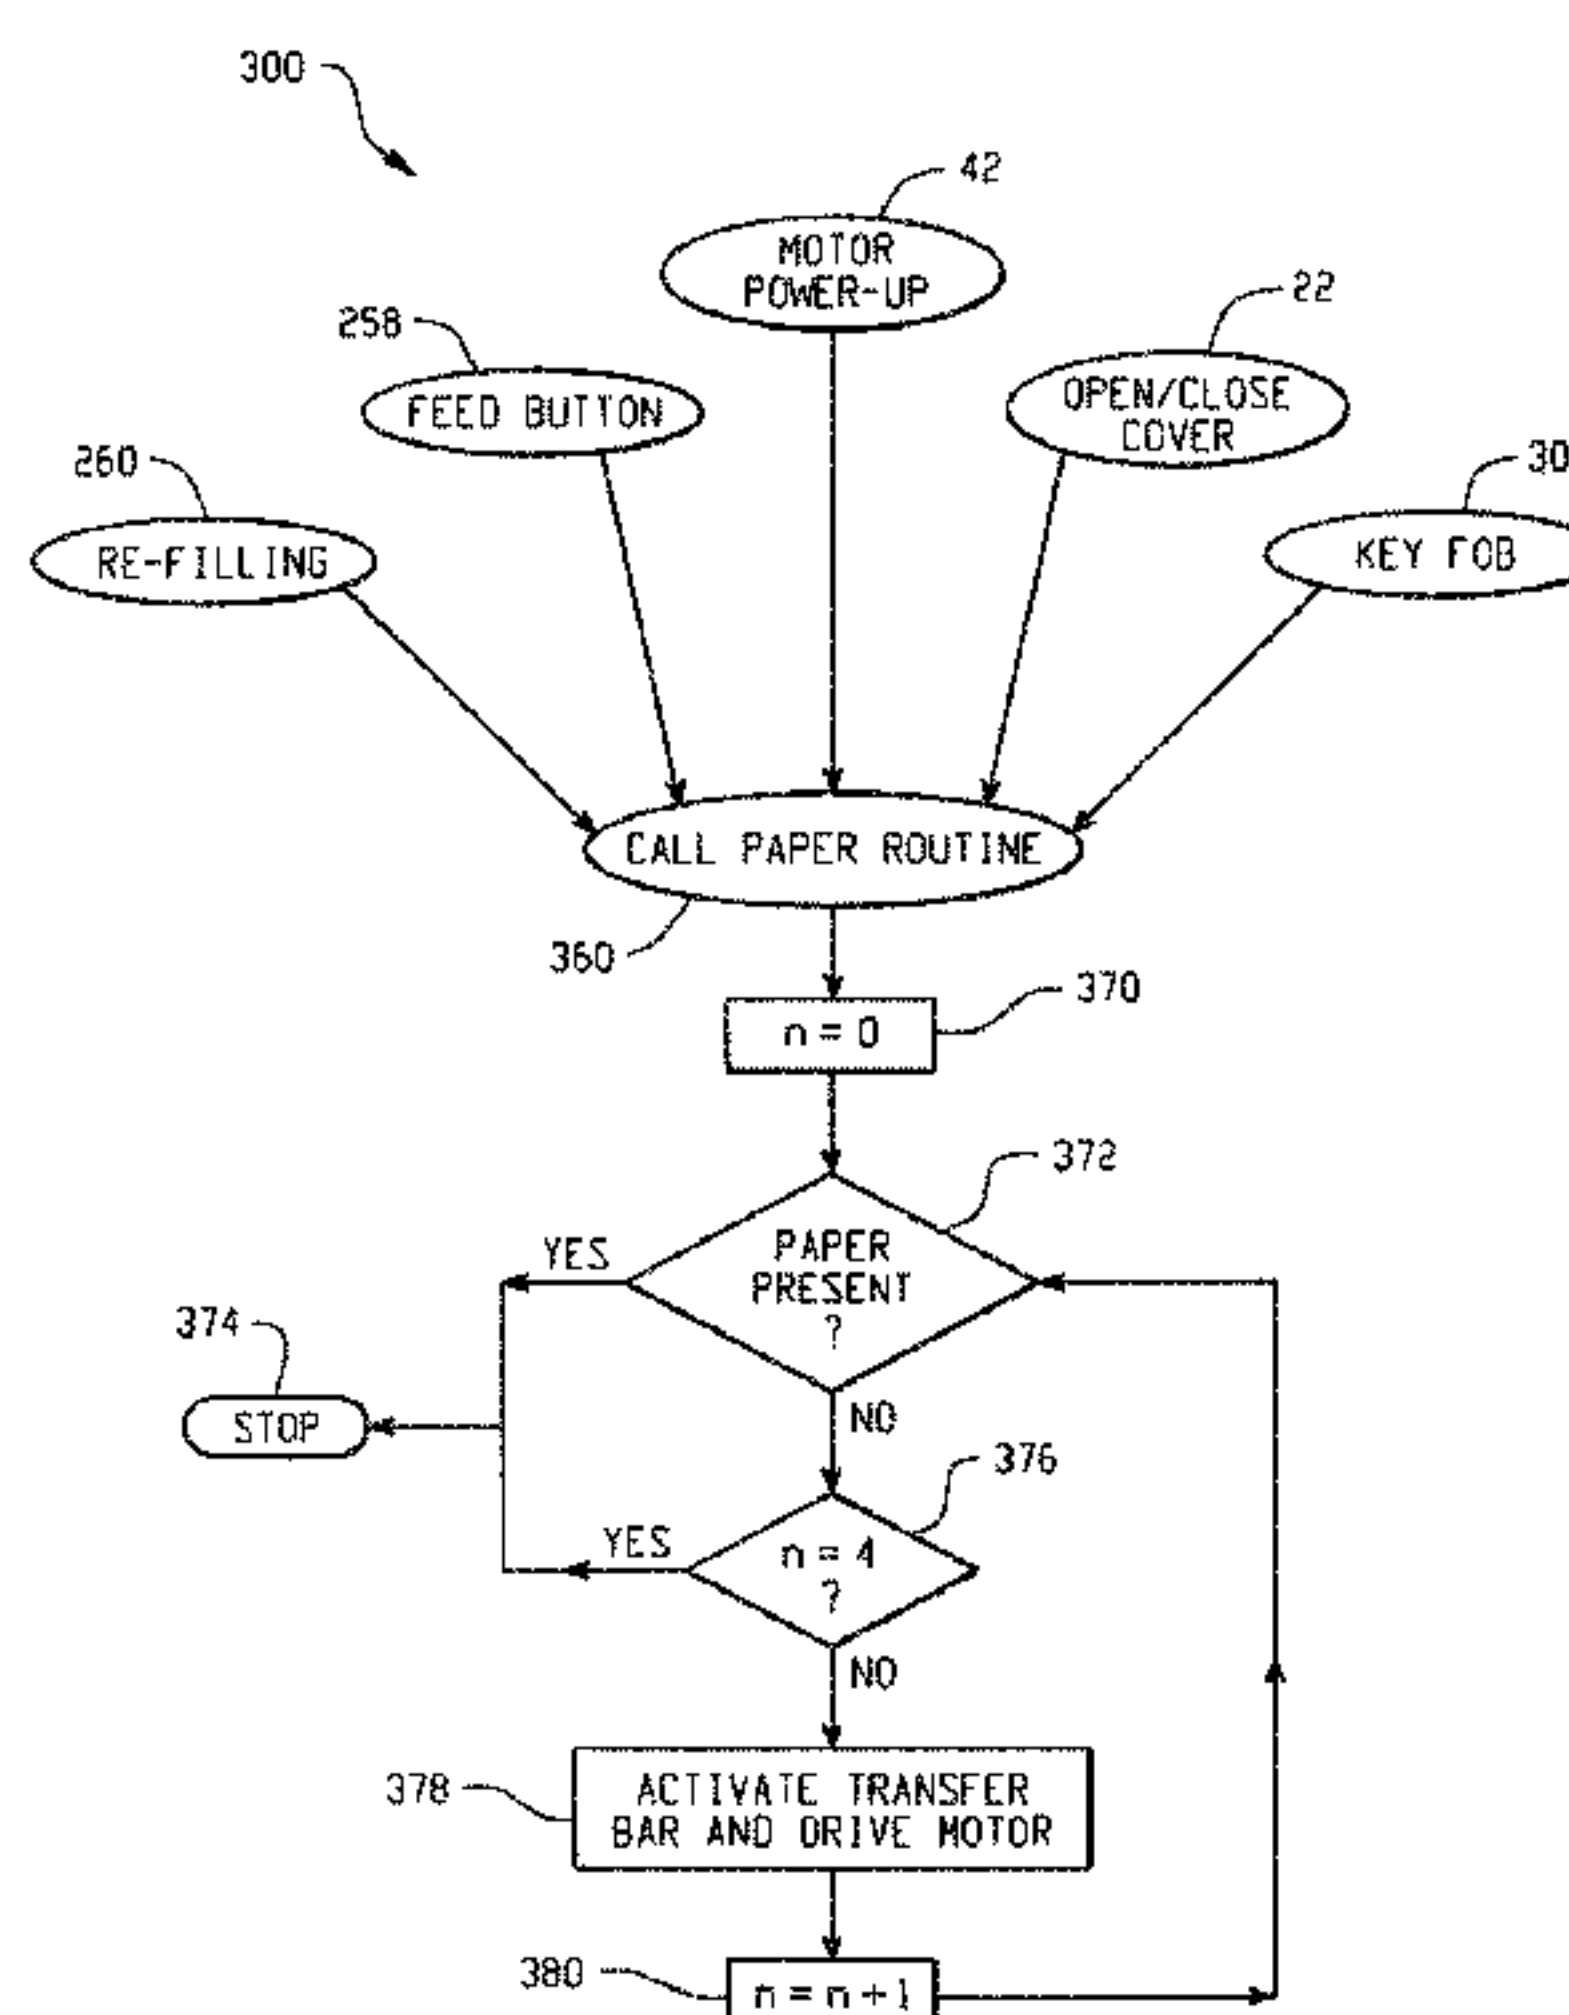 300
42
MOTOR
POWER-UP
258
FEED BUTTON
22
OPEN/CLOSE
COVER
260
RE-FILLING
30
KEY FOB
CALL PAPER ROUTINE
360
n = 0
370
372
PAPER
PRESENT
?
YES
374
STOP
NO
376
n = 4
?
YES
NO
378
ACTIVATE TRANSFER
BAR AND DRIVE MOTOR
380
n = n + 1